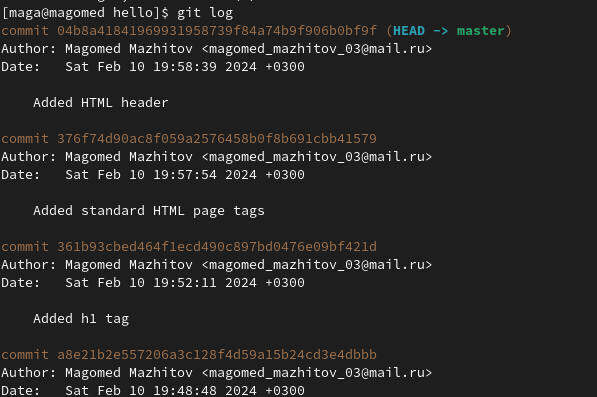 [maga@magomed hello]$ git log
commit 04b8a41841969931958739f84a74b9f906b0bf9f (HEAD -> master)
Author: Magomed Mazhitov <magomed_mazhitov_03@mail.ru>
Date:   Sat Feb 10 19:58:39 2024 +0300
Added HTML header
commit 376f74d90ac8f059a2576458b0f8b691cbb41579
Author: Magomed Mazhitov <magomed_mazhitov_03@mail.ru>
Date:   Sat Feb 10 19:57:54 2024 +0300
Added standard HTML page tags
commit 361b93cbed464f1ecd490c897bd0476e09bf421d
Author: Magomed Mazhitov <magomed_mazhitov_03@mail.ru>
Date:   Sat Feb 10 19:52:11 2024 +0300
Added h1 tag
commit a8e21b2e557206a3c128f4d59a15b24cd3e4dbbb
Author: Magomed Mazhitov <magomed_mazhitov_03@mail.ru>
Date:   Sat Feb 10 19:48:48 2024 +0300